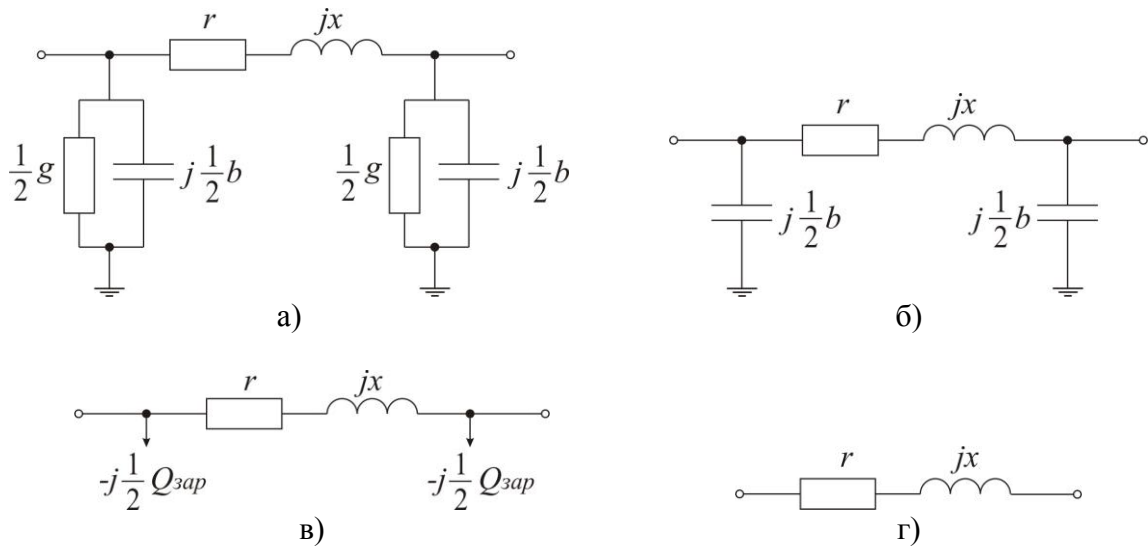 r jx
1/2 g j 1/2 b 1/2 g j 1/2 b
а)
r jx
j 1/2 b j 1/2 b
б)
r jx
-j 1/2 Qзар -j 1/2 Qзар
в)
r jx
г)